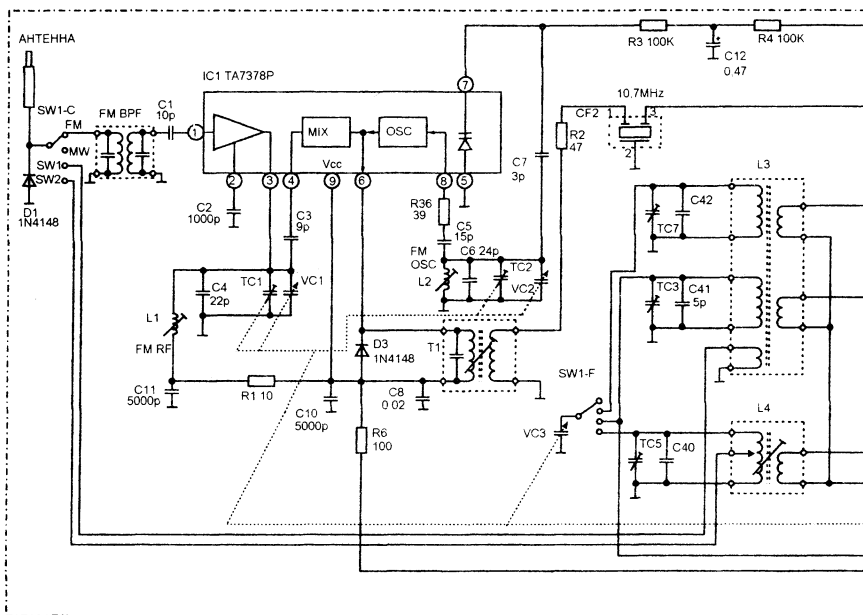 R3 100K
R4 100K
C12
0,47
АНТЕННА
IC1 TA7378P
7
10,7MHz
CF2
1
3
2
SW1-C
FM
MW
SW1
SW2
FM BPF
C1
10p
1
MIX
OSC
Vcc
R2
47
C7
3p
L3
2
3
4
9
6
8
5
D1
1N4148
C2
1000p
C3
9p
R36
39
C5
15p
FM
OSC
C6 24p
TC2
VC2
L2
C42
TC7
C4
22p
TC1
VC1
L1
FM RF
TC3
C41
5p
D3
1N4148
T1
C11
5000p
R1 10
C10
5000p
C8
0 02
SW1-F
L4
R6
100
VC3
TC5
C40